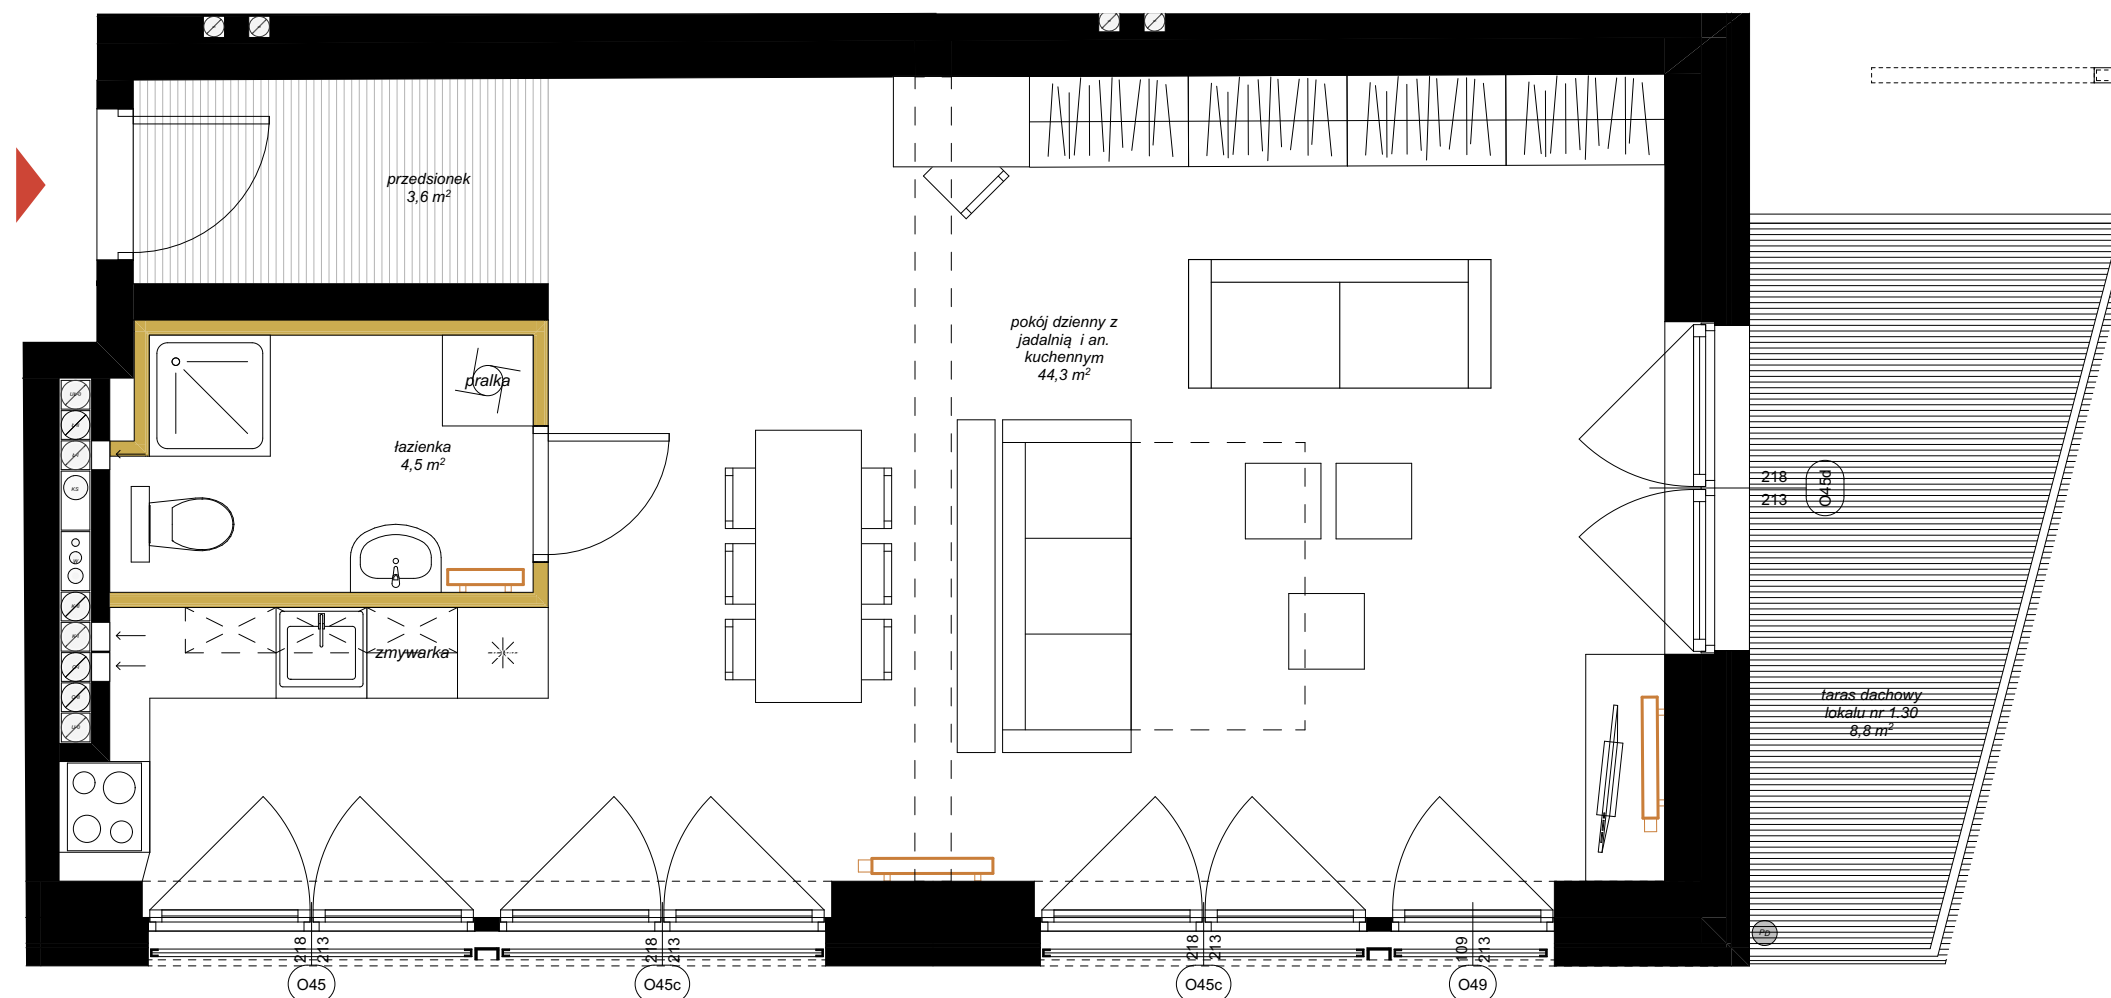 przedsionek
3,6 m²
pokój dzienny z
jadalnią i an.
kuchennym
44,3 m²
pralka
łazienka
4,5 m²
KS
W
zmywarka
218
213
O45d
taras dachowy
lokalu nr 1.30
8,8 m²
PD
218
213
218
213
218
213
109
213
O45
O45c
O45c
O49